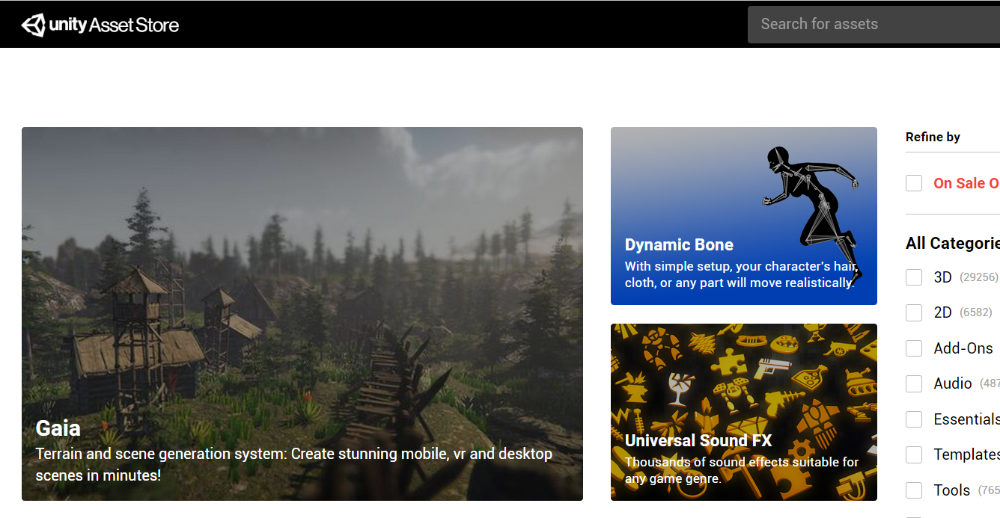 unity Asset Store
Search for assets
Gaia
Terrain and scene generation system: Create stunning mobile, vr and desktop
scenes in minutes!
Dynamic Bone
With simple setup, your character's hair,
cloth, or any part will move realistically.
Universal Sound FX
Thousands of sound effects suitable for
any game genre.
Refine by
On Sale O
All Categorie
3D (29256)
2D (6582)
Add-Ons
Audio (487
Essentials
Templates
Tools (765